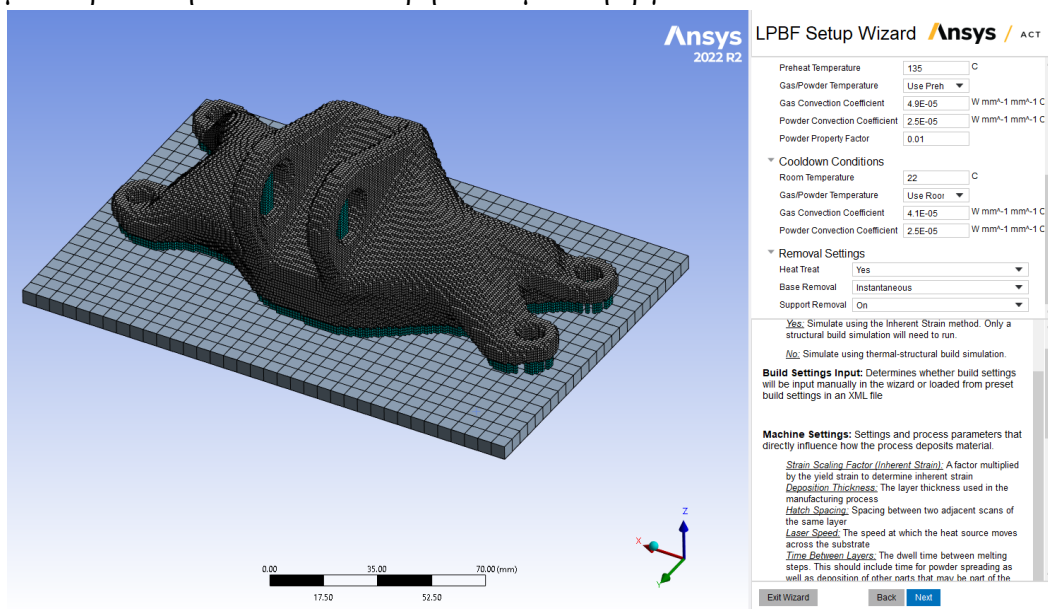 Ansys
2022 R2
0.00 35.00 70.00 (mm)
17.50 52.50
X
Y
Z
LPBF Setup Wizard Ansys / ACT
Preheat Temperature 135 C
Gas/Powder Temperature Use Preh
Gas Convection Coefficient 4.9E-05 W mm^-1 mm^-1 C
Powder Convection Coefficient 2.5E-05 W mm^-1 mm^-1 C
Powder Property Factor 0.01
Cooldown Conditions
Room Temperature 22 C
Gas/Powder Temperature Use Roor
Gas Convection Coefficient 4.1E-05 W mm^-1 mm^-1 C
Powder Convection Coefficient 2.5E-05 W mm^-1 mm^-1 C
Removal Settings
Heat Treat Yes
Base Removal Instantaneous
Support Removal On
Yes: Simulate using the Inherent Strain method. Only a
structural build simulation will need to run.
No: Simulate using thermal-structural build simulation.
Build Settings Input: Determines whether build settings
will be input manually in the wizard or loaded from preset
build settings in an XML file
Machine Settings: Settings and process parameters that
directly influence how the process deposits material.
Strain Scaling Factor (Inherent Strain): A factor multiplied
by the yield strain to determine inherent strain
Deposition Thickness: The layer thickness used in the
manufacturing process
Hatch Spacing: Spacing between two adjacent scans of
the same layer
Laser Speed: The speed at which the heat source moves
across the substrate
Time Between Layers: The dwell time between melting
steps. This should include time for powder spreading as
well as deposition of other parts that may be part of the
Exit Wizard Back Next